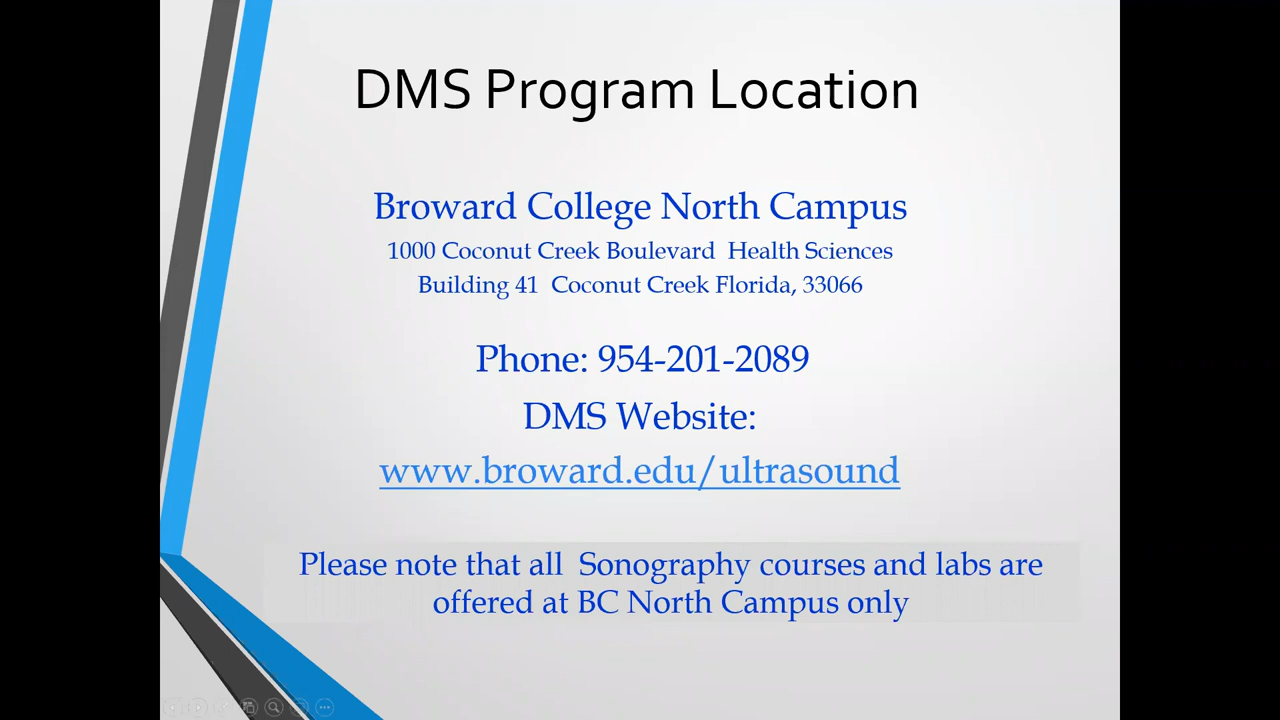 DMS Program Location
Broward College North Campus
1000 Coconut Creek Boulevard  Health Sciences
Building 41  Coconut Creek Florida, 33066
Phone: 954-201-2089
DMS Website:
www.broward.edu/ultrasound
Please note that all  Sonography courses and labs are
offered at BC North Campus only